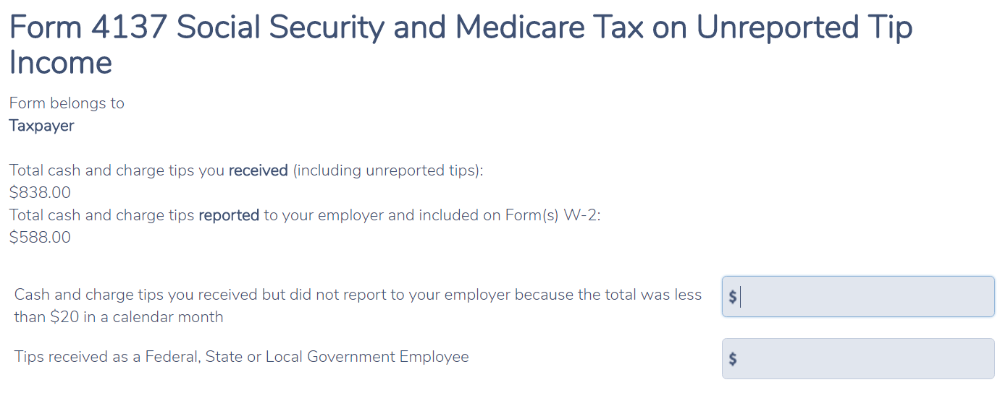 Form 4137 Social Security and Medicare Tax on Unreported Tip
Income
Form belongs to
Taxpayer
Total cash and charge tips you received (including unreported tips):
$838.00
Total cash and charge tips reported to your employer and included on Form(s) W-2:
$588.00
Cash and charge tips you received but did not report to your employer because the total was less
than $20 in a calendar month
$
Tips received as a Federal, State or Local Government Employee
$